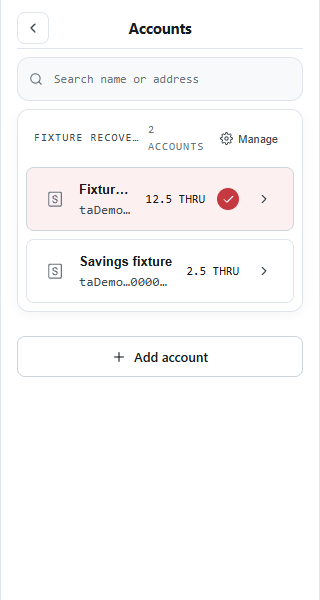 Accounts
Search name or address
FIXTURE RECOVE… 2 ACCOUNTS Manage
Fixtur…
12.5 THRU
taDemo…
Savings fixture
2.5 THRU
taDemo…0000…
Add account